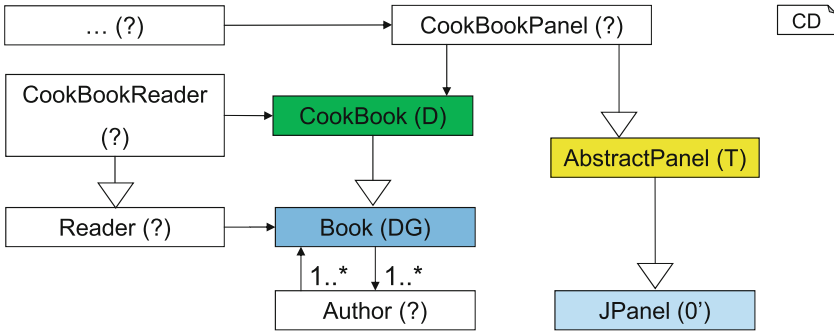 … (?)
CookBookPanel (?)
CD
CookBookReader
(?)
CookBook (D)
AbstractPanel (T)
Reader (?)
Book (DG)
1..*
1..*
Author (?)
JPanel (0’)